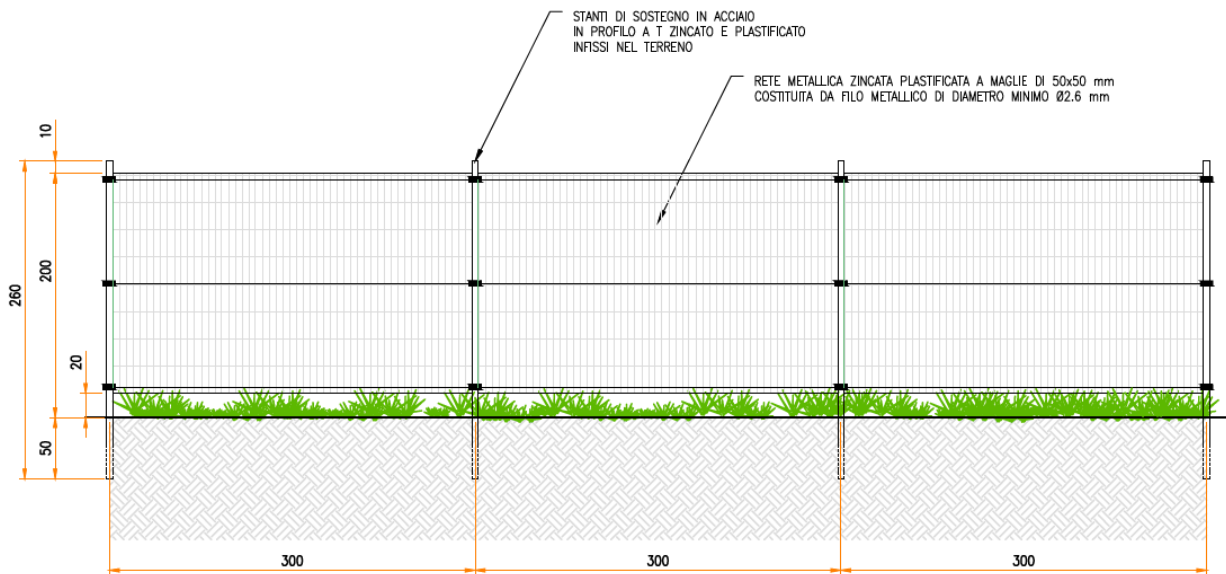 STANTI DI SOSTEGNO IN ACCIAIO
IN PROFILO A T ZINCATO E PLASTIFICATO
INFISSI NEL TERRENO
RETE METALLICA ZINCATA PLASTIFICATA A MAGLIE DI 50x50 mm
COSTITUITA DA FILO METALLICO DI DIAMETRO MINIMO Ø2.6 mm
10
200
260
20
50
300
300
300